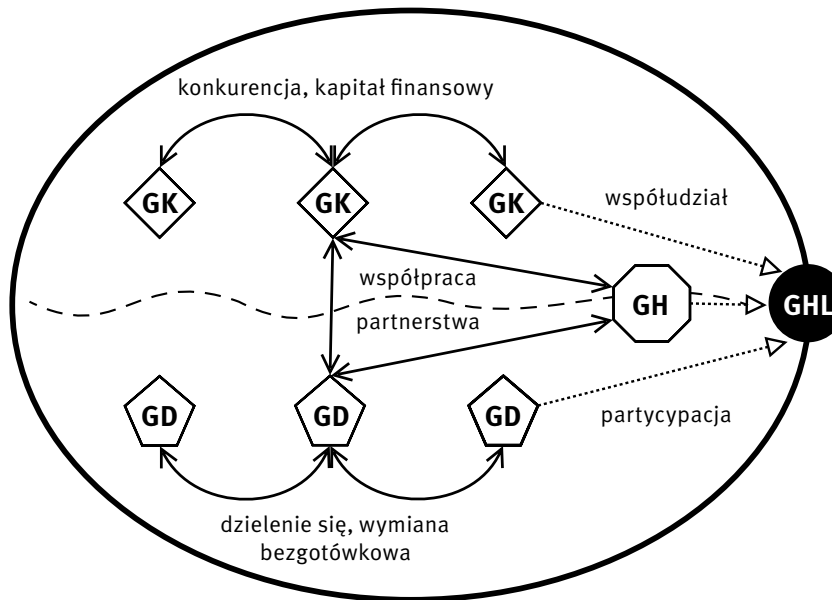 konkurencja, kapitał finansowy
GK
GK
GK
współudział
współpraca
GH
GHL
partnerstwa
GD
GD
GD
partycypacja
dzielenie się, wymiana
bezgotówkowa